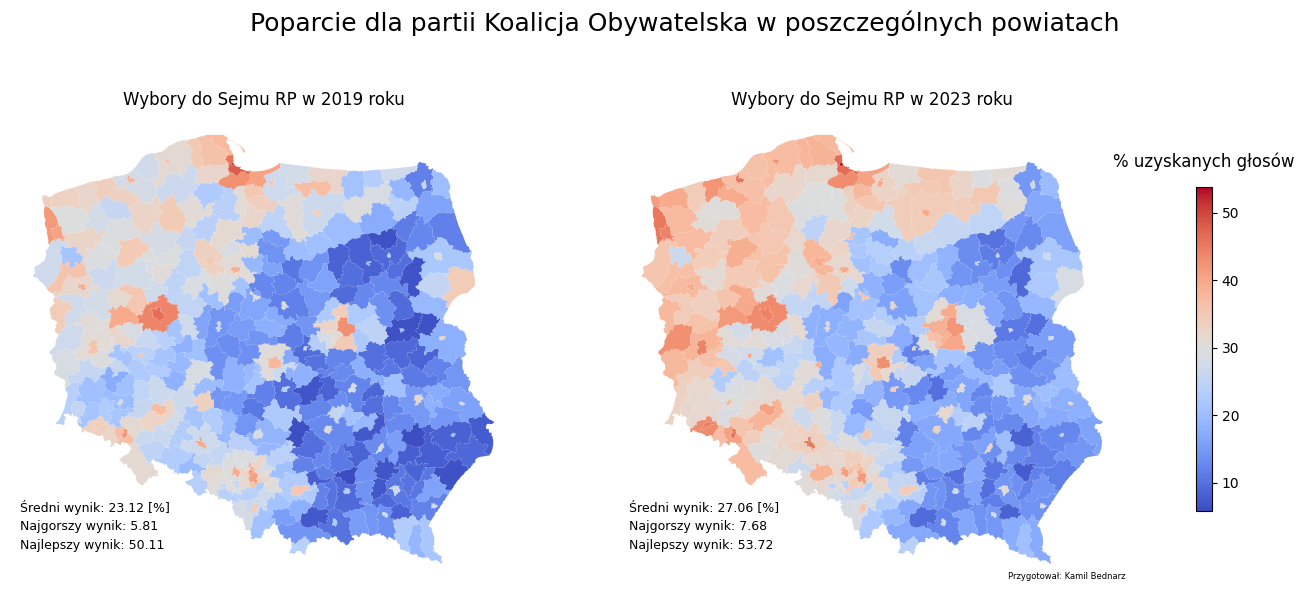 Poparcie dla partii Koalicja Obywatelska w poszczególnych powiatach
Wybory do Sejmu RP w 2019 roku
Wybory do Sejmu RP w 2023 roku
% uzyskanych głosów
50
40
30
20
10
Średni wynik: 23.12 [%]
Najgorszy wynik: 5.81
Najlepszy wynik: 50.11
Średni wynik: 27.06 [%]
Najgorszy wynik: 7.68
Najlepszy wynik: 53.72
Przygotował: Kamil Bednarz